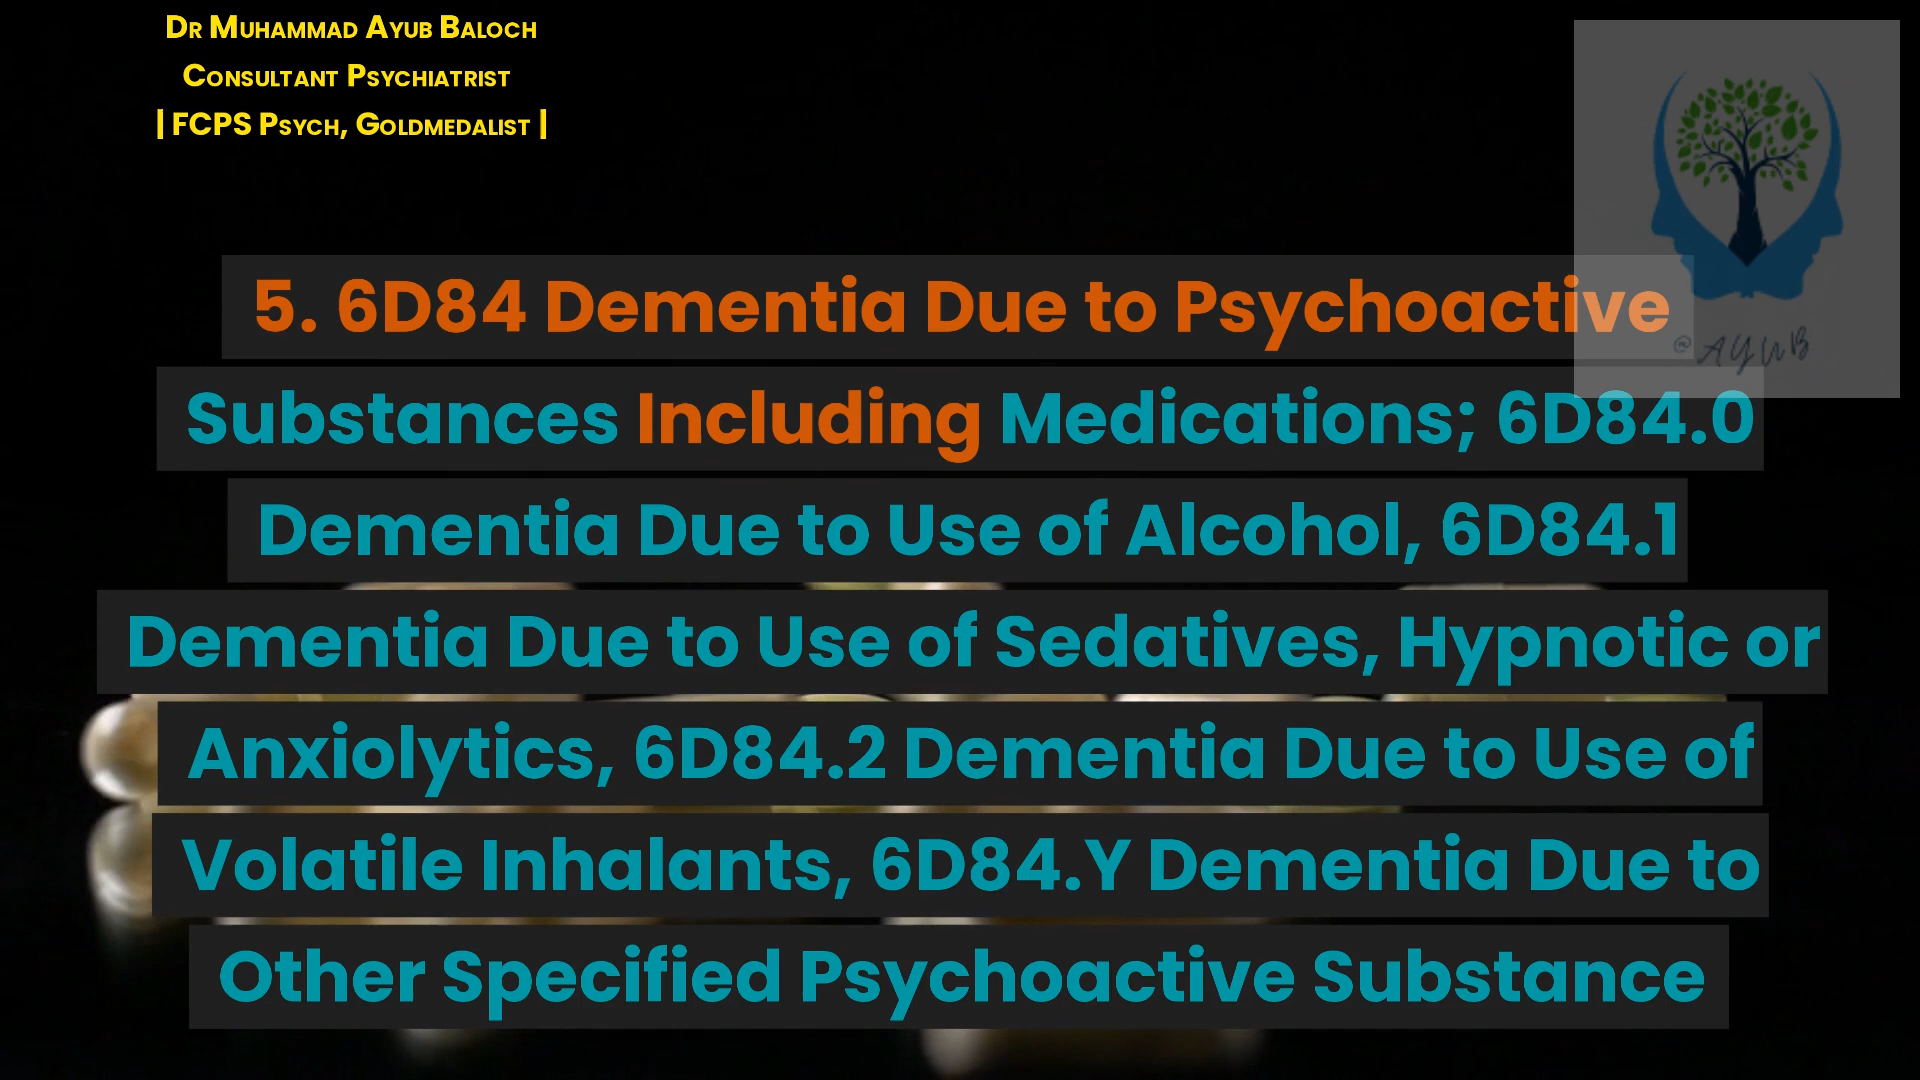 Dr Muhammad Ayub Baloch
Consultant Psychiatrist
| FCPS Psych, Goldmedalist |
@AYUB
5. 6D84 Dementia Due to Psychoactive
Substances Including Medications; 6D84.0
Dementia Due to Use of Alcohol, 6D84.1
Dementia Due to Use of Sedatives, Hypnotic or
Anxiolytics, 6D84.2 Dementia Due to Use of
Volatile Inhalants, 6D84.Y Dementia Due to
Other Specified Psychoactive Substance